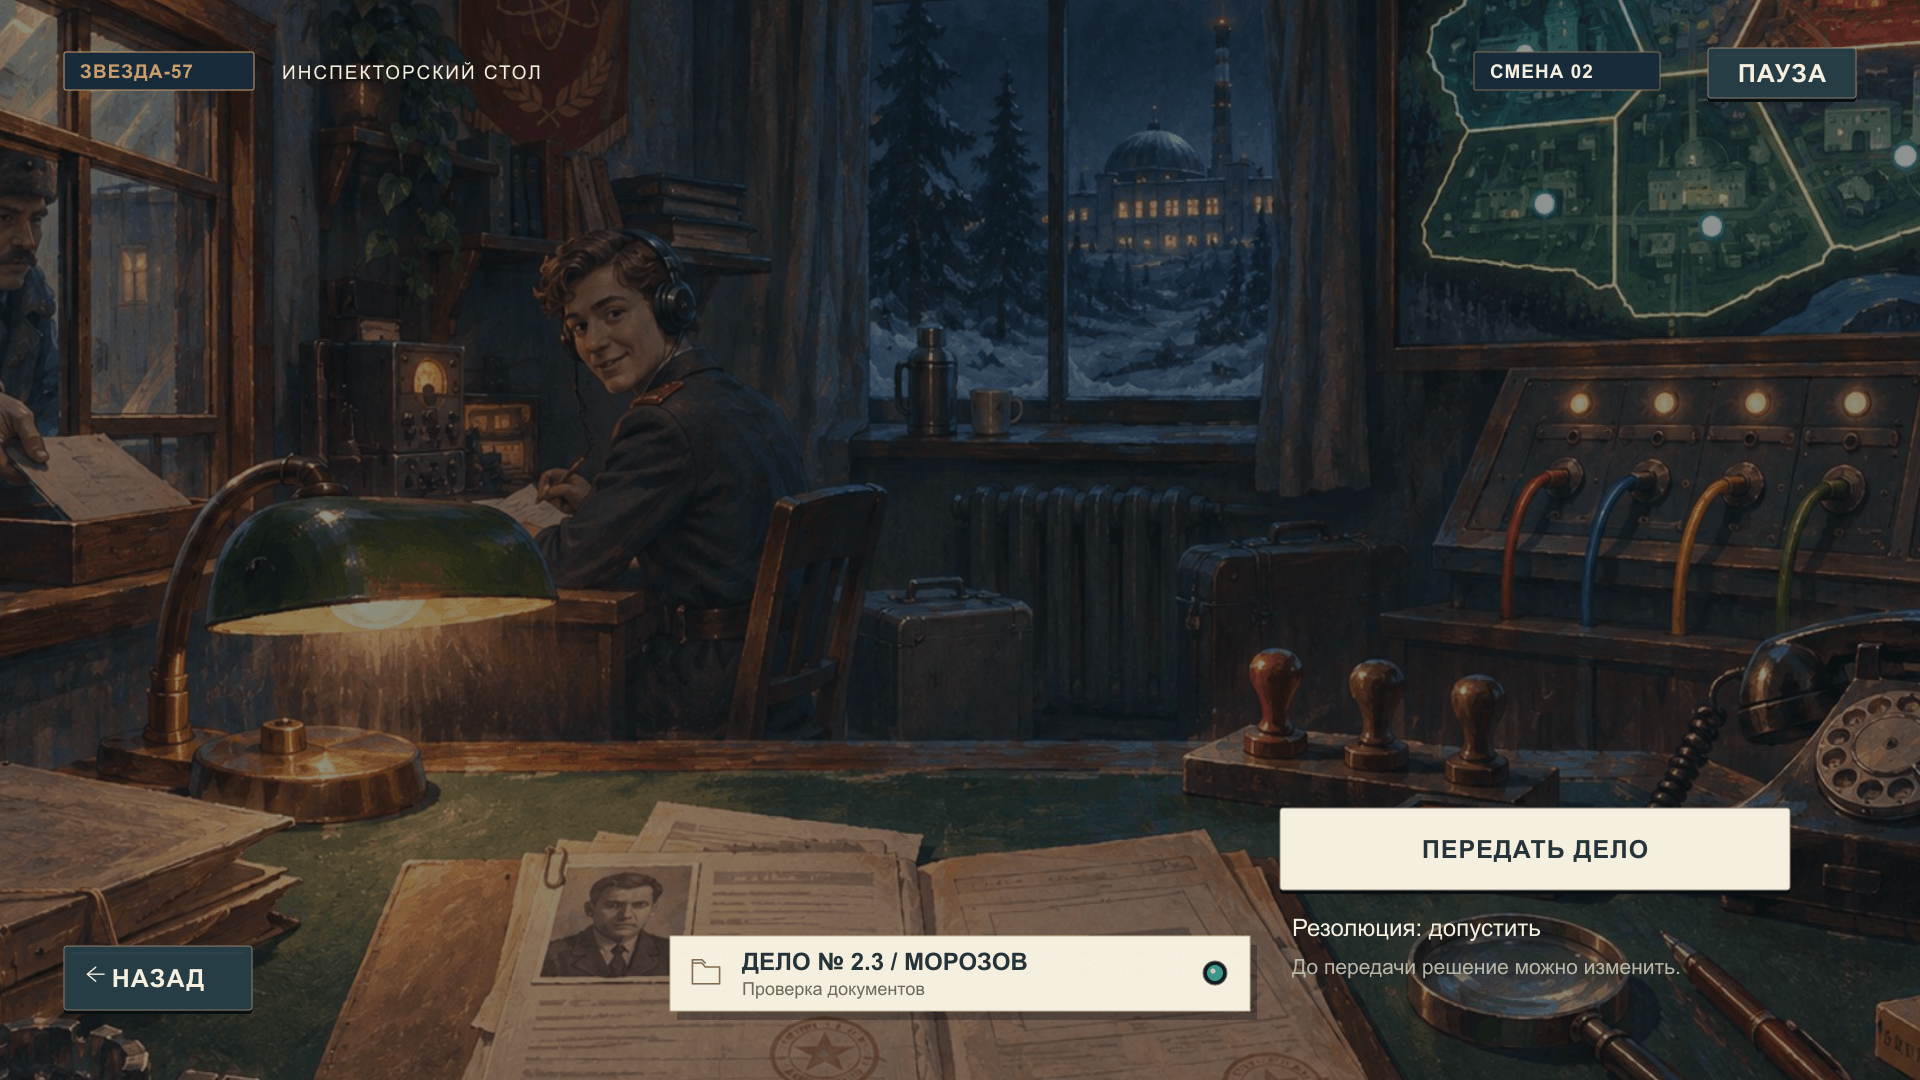 ЗВЕЗДА-57
ИНСПЕКТОРСКИЙ СТОЛ
СМЕНА 02
ПАУЗА
ПЕРЕДАТЬ ДЕЛО
Резолюция: допустить
До передачи решение можно изменить.
← НАЗАД
ДЕЛО № 2.3 / МОРОЗОВ
Проверка документов